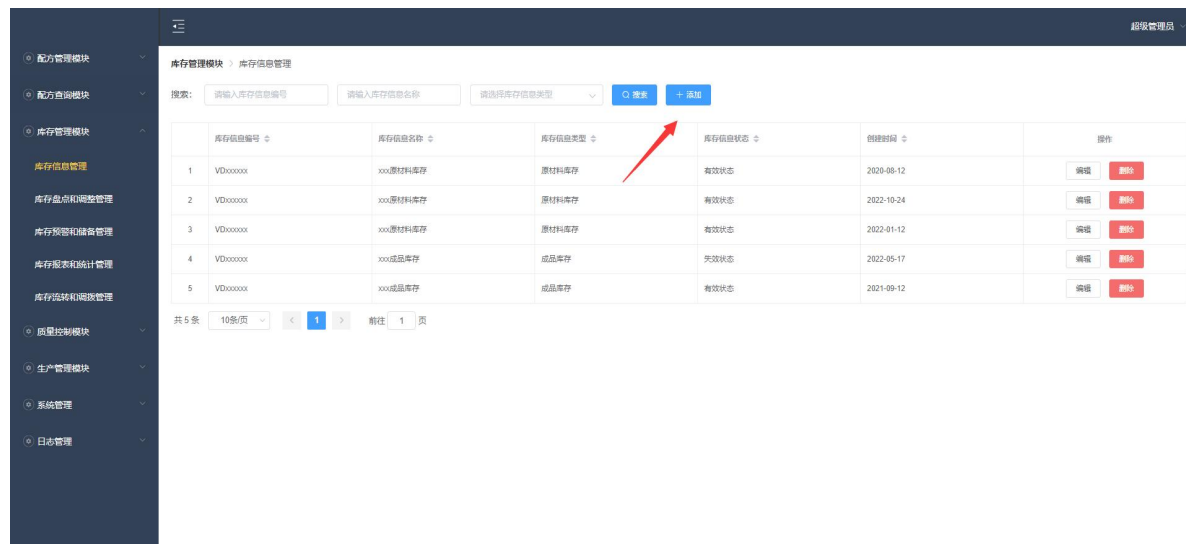 超级管理员
配方管理模块
配方查询模块
库存管理模块
库存信息管理
库存盘点和调整管理
库存预警和储备管理
库存报表和统计管理
库存流转和调拨管理
质量控制模块
生产管理模块
系统管理
日志管理
库存管理模块 > 库存信息管理
搜索: 请输入库存信息编号 请输入库存信息名称 请选择库存信息类型 搜索 + 添加
库存信息编号 库存信息名称 库存信息类型 库存信息状态 创建时间 操作
1 VDxxxxxx xxx原材料库存 原材料库存 有效状态 2020-08-12 编辑 删除
2 VDxxxxxx xxx原材料库存 原材料库存 有效状态 2022-10-24 编辑 删除
3 VDxxxxxx xxx原材料库存 原材料库存 有效状态 2022-01-12 编辑 删除
4 VDxxxxxx xxx成品库存 成品库存 失效状态 2022-05-17 编辑 删除
5 VDxxxxxx xxx成品库存 成品库存 有效状态 2021-09-12 编辑 删除
共 5 条 10条/页 < 1 > 前往 1 页